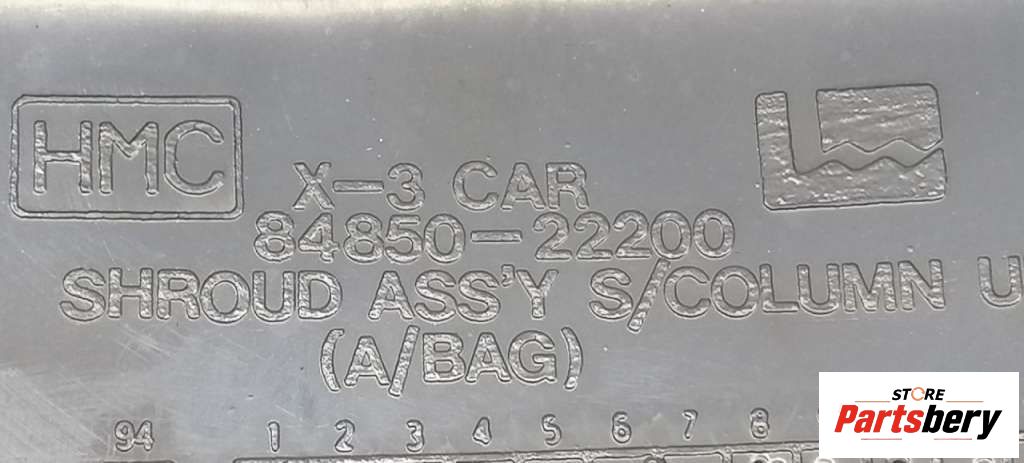 HMC
X-3 CAR
84850-22200
SHROUD ASS'Y S/COLUMN
(A/BAG)
94 1 2 3 4 5 6 7 8
STORE
Partsbery